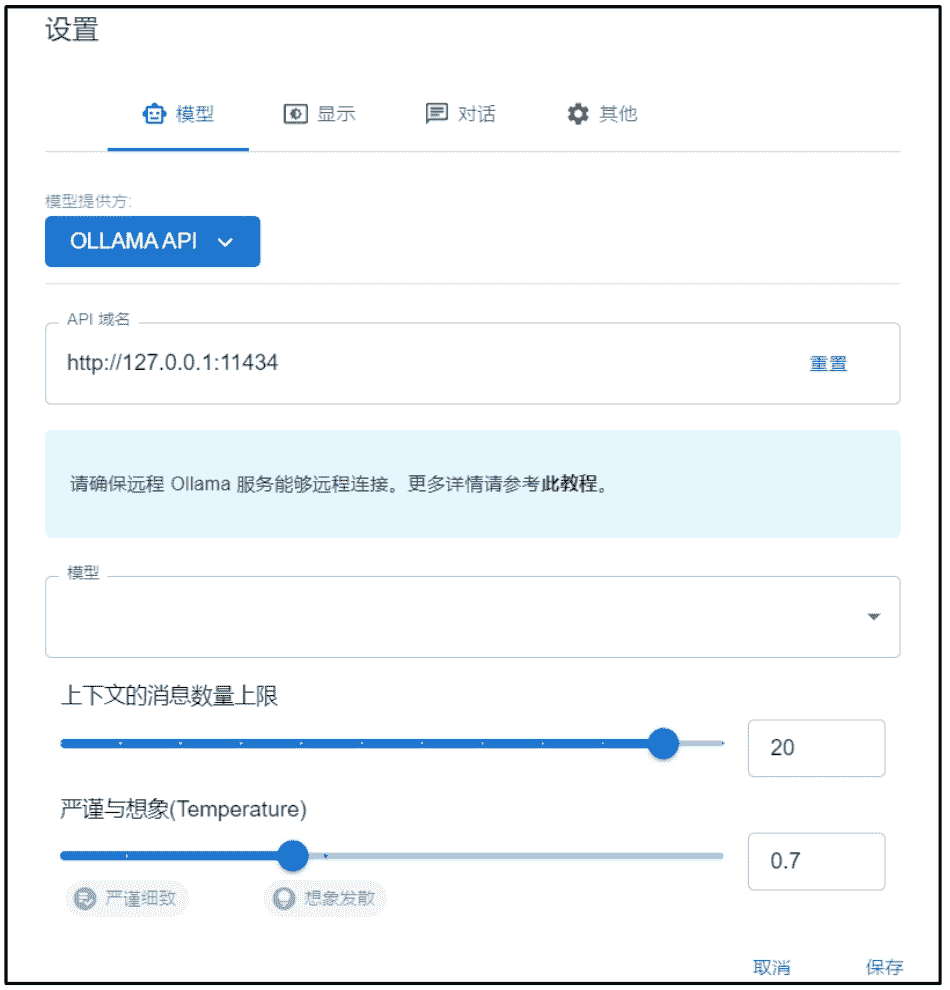 设置
模型 显示 对话 其他
模型提供方:
OLLAMA API
API 域名
http://127.0.0.1:11434 重置
请确保远程 Ollama 服务能够远程连接。更多详情请参考此教程。
模型
上下文的消息数量上限
20
严谨与想象(Temperature)
0.7
严谨细致 想象发散
取消 保存